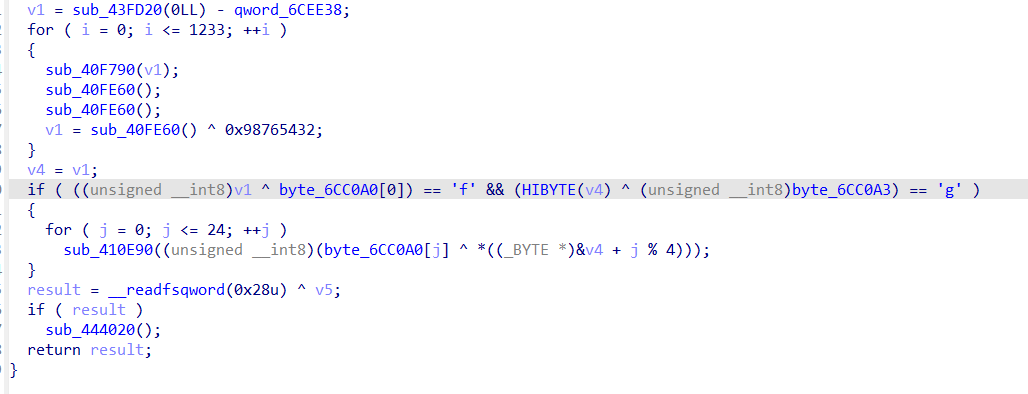 v1 = sub_43FD20(0LL) - qword_6CEE38;
for ( i = 0; i <= 1233; ++i )
{
sub_40F790(v1);
sub_40FE60();
sub_40FE60();
v1 = sub_40FE60() ^ 0x98765432;
}
v4 = v1;
if ( ((unsigned __int8)v1 ^ byte_6CC0A0[0]) == 'f' && (HIBYTE(v4) ^ (unsigned __int8)byte_6CC0A3) == 'g' )
{
for ( j = 0; j <= 24; ++j )
sub_410E90((unsigned __int8)(byte_6CC0A0[j] ^ *((_BYTE *)&v4 + j % 4)));
}
result = __readfsqword(0x28u) ^ v5;
if ( result )
sub_444020();
return result;
}